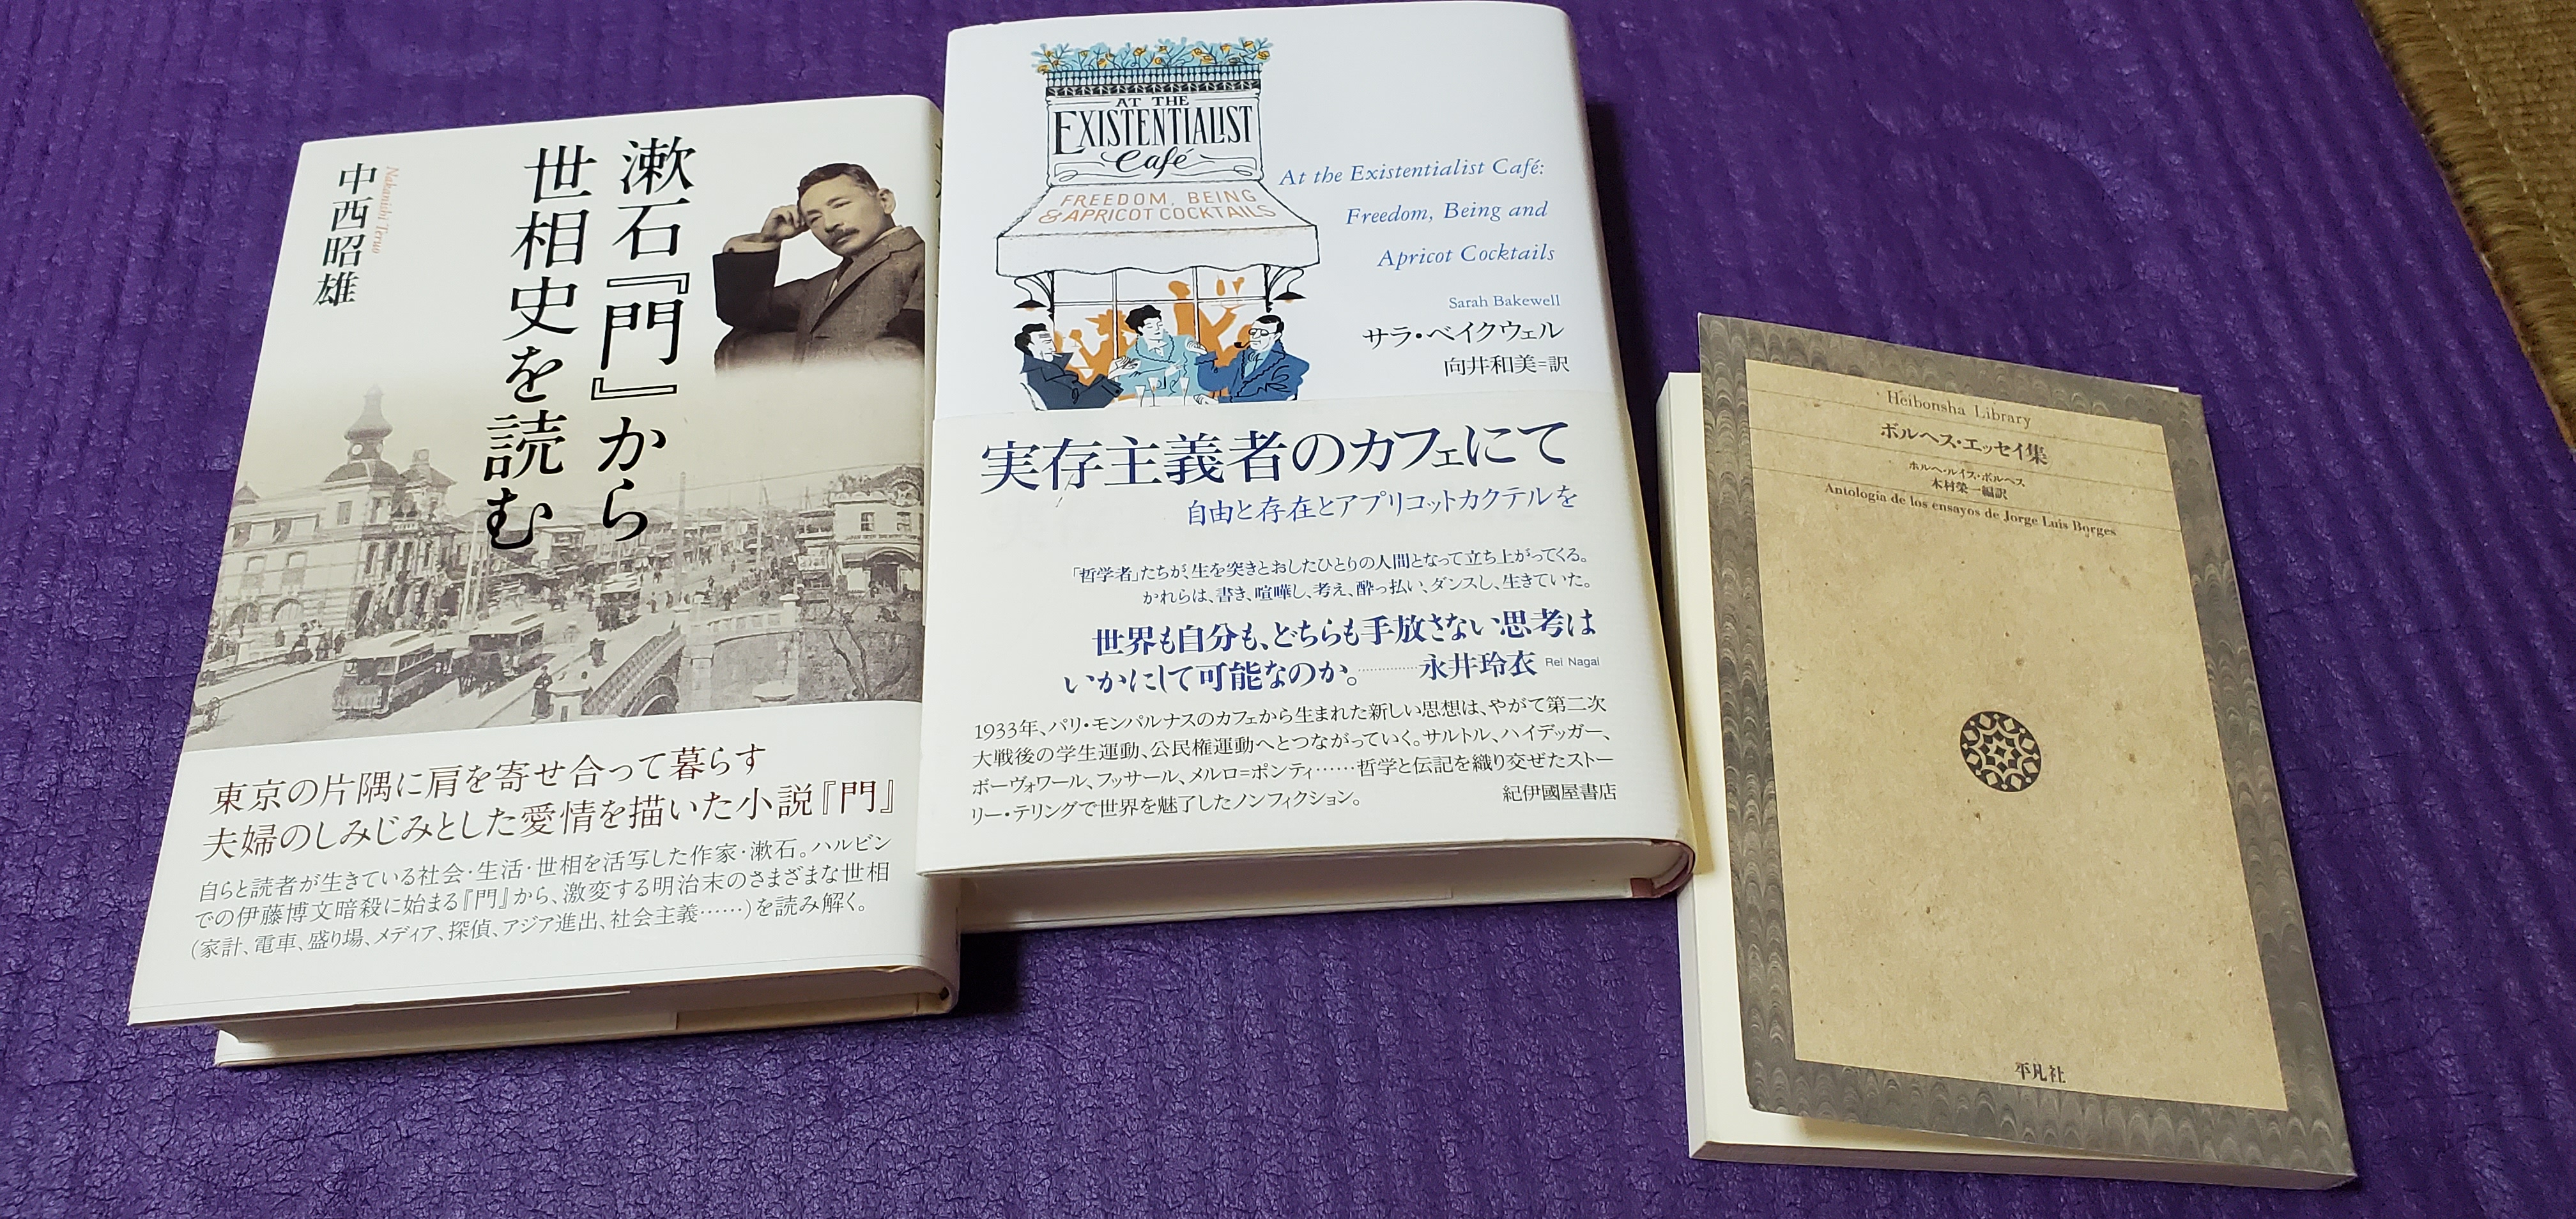 漱石『門』から
世相史を読む
Nakanishi Teruo
中西昭雄
東京の片隅に肩を寄せ合って暮らす
夫婦のしみじみとした愛情を描いた小説『門』
自らと読者が生きている社会・生活・世相を活写した作家・漱石。ハルビン
での伊藤博文暗殺に始まる『門』から、激変する明治末のさまざまな世相
(家計、電車、盛り場、メディア、探偵、アジア進出、社会主義……)を読み解く。
AT THE
EXISTENTIALIST
Café
FREEDOM, BEING
& APRICOT COCKTAILS
At the Existentialist Café:
Freedom, Being and
Apricot Cocktails
Sarah Bakewell
サラ・ベイクウェル
向井和美=訳
実存主義者のカフェにて
自由と存在とアプリコットカクテルを
「哲学者」たちが、生を突きとおしたひとりの人間となって立ち上がってくる。
かれらは、書き、喧嘩し、考え、酔っ払い、ダンスし、生きていた。
世界も自分も、どちらも手放さない思考は
いかにして可能なのか。……………永井玲衣 Rei Nagai
1933年、パリ・モンパルナスのカフェから生まれた新しい思想は、やがて第二次
大戦後の学生運動、公民権運動へとつながっていく。サルトル、ハイデッガー、
ボーヴォワール、フッサール、メルロ=ポンティ……哲学と伝記を織り交ぜたストー
リー・テリングで世界を魅了したノンフィクション。
紀伊國屋書店
Heibonsha Library
ボルヘス・エッセイ集
ホルヘ・ルイス・ボルヘス
木村榮一編訳
Antología de los ensayos de Jorge Luis Borges
平凡社